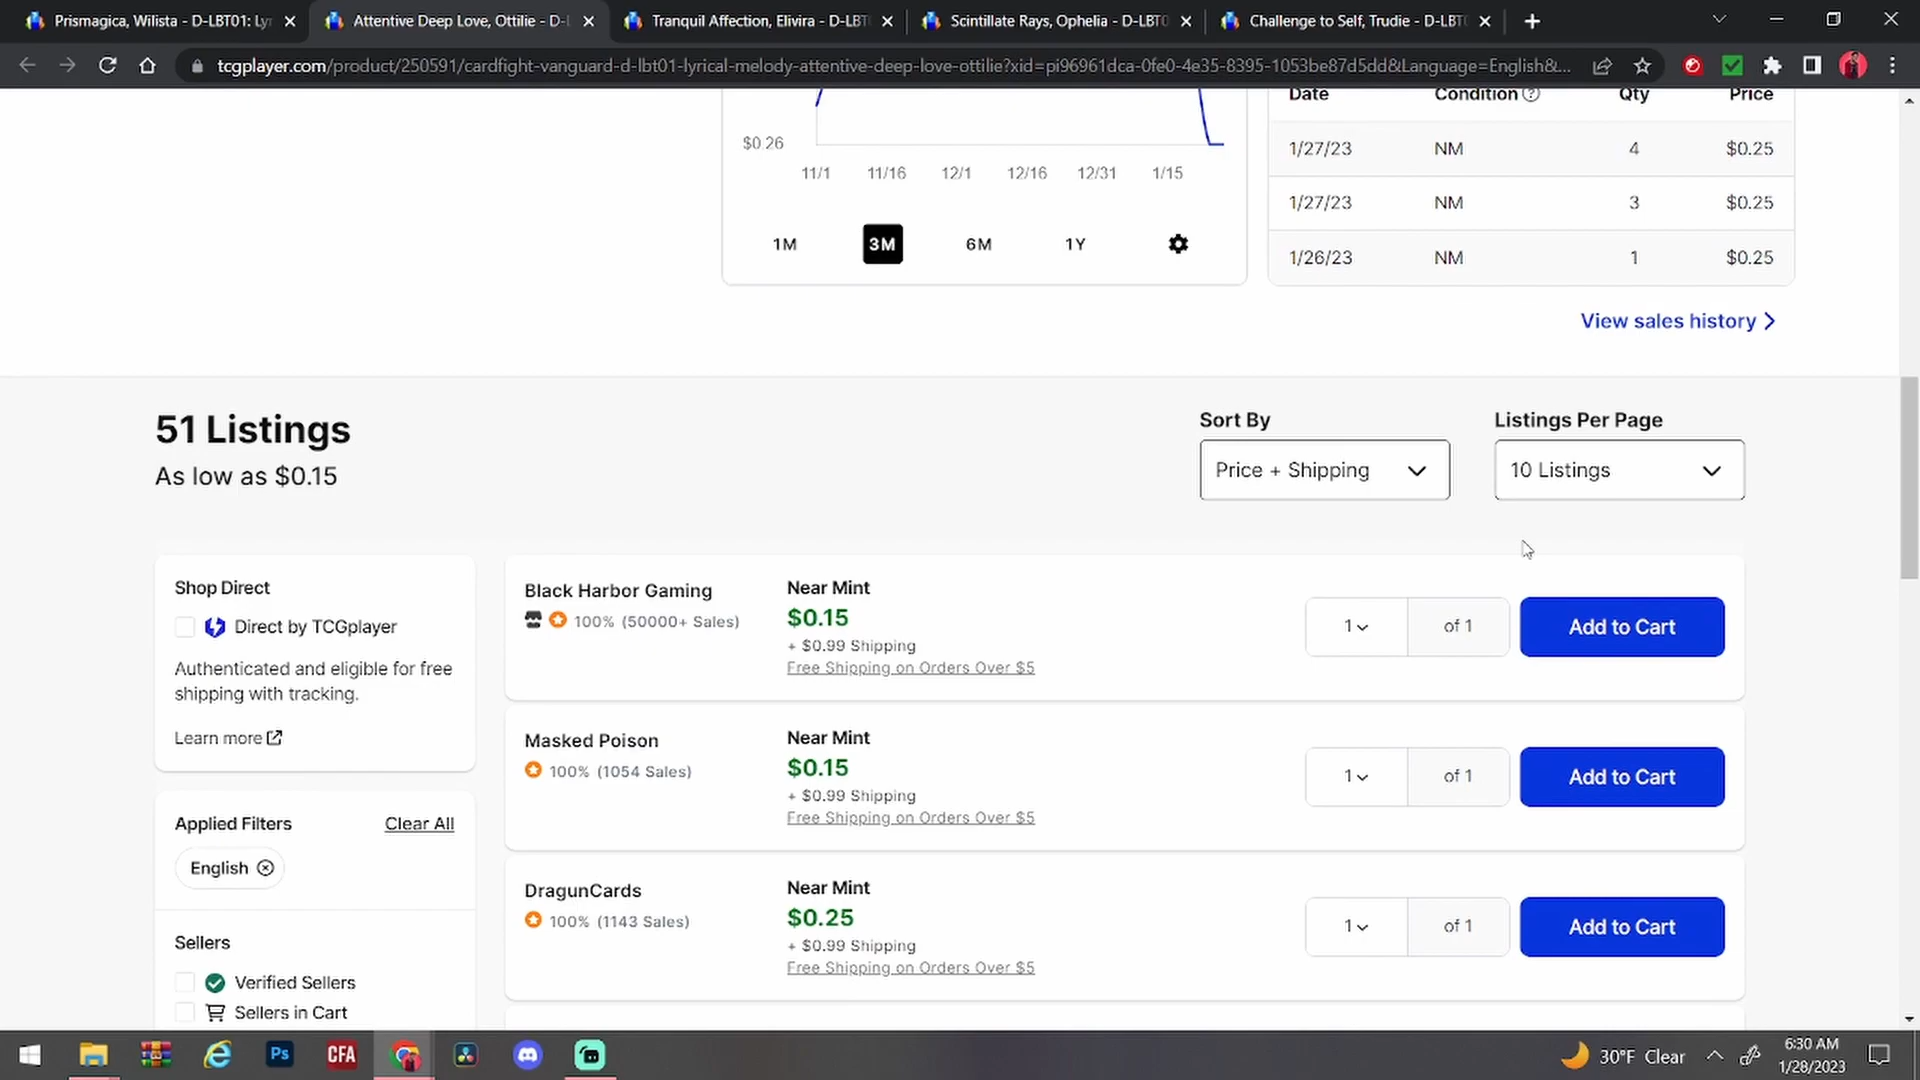 Prismagica, Wilista - D-LBT01: Lyr
Attentive Deep Love, Ottilie - D-L
Tranquil Affection, Elivira - D-LBT
Scintillate Rays, Ophelia - D-LBT0
Challenge to Self, Trudie - D-LBT
tcgplayer.com/product/250591/cardfight-vanguard-d-lbt01-lyrical-melody-attentive-deep-love-ottilie?xid=pi96961dca-0fe0-4e35-8395-1053be87d5dd&Language=English&...
Date Condition ? Qty Price
$0.26
1/27/23 NM 4 $0.25
11/1 11/16 12/1 12/16 12/31 1/15
1/27/23 NM 3 $0.25
1M 3M 6M 1Y
1/26/23 NM 1 $0.25
View sales history
51 Listings
As low as $0.15
Sort By
Price + Shipping
Listings Per Page
10 Listings
Shop Direct
Direct by TCGplayer
Authenticated and eligible for free
shipping with tracking.
Learn more
Applied Filters Clear All
English
Sellers
Verified Sellers
Sellers in Cart
Black Harbor Gaming
100% (50000+ Sales)
Near Mint
$0.15
+ $0.99 Shipping
Free Shipping on Orders Over $5
1 of 1 Add to Cart
Masked Poison
100% (1054 Sales)
Near Mint
$0.15
+ $0.99 Shipping
Free Shipping on Orders Over $5
1 of 1 Add to Cart
DragunCards
100% (1143 Sales)
Near Mint
$0.25
+ $0.99 Shipping
Free Shipping on Orders Over $5
1 of 1 Add to Cart
Ps
CFA
30°F Clear
6:30 AM
1/28/2023